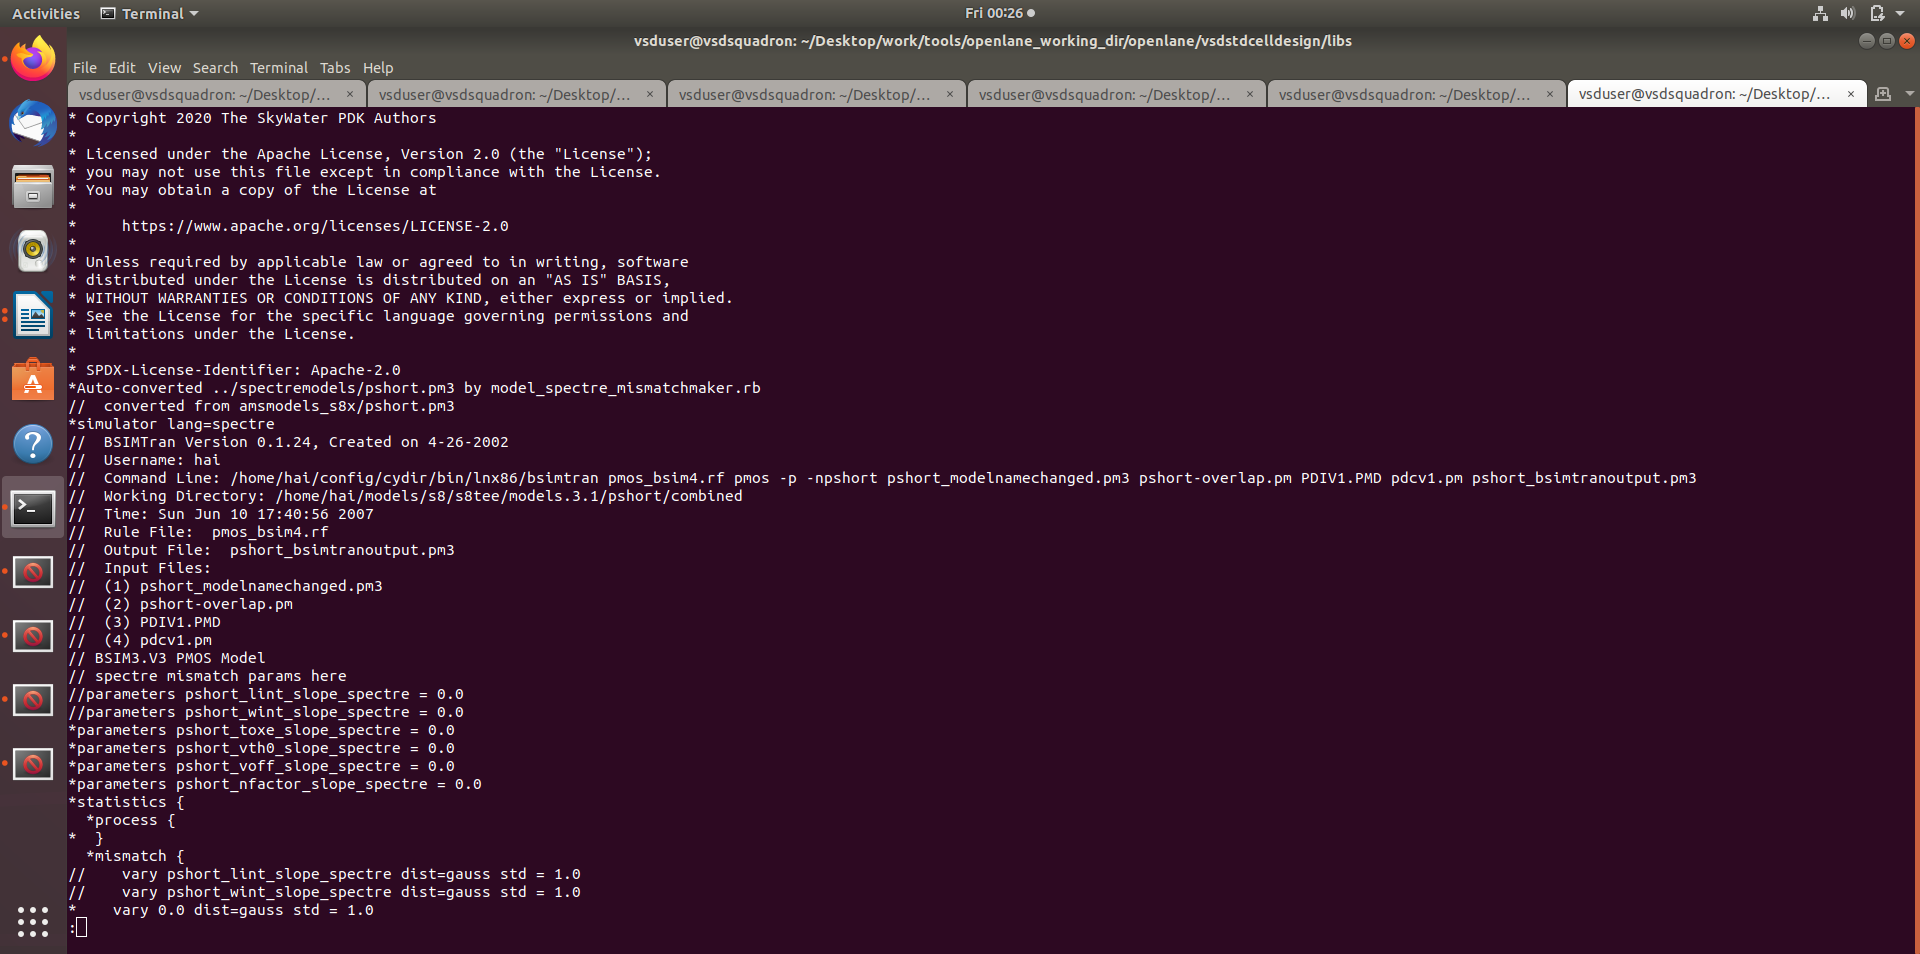 Activities
Terminal
Fri 00:26
vsduser@vsdsquadron: ~/Desktop/work/tools/openlane_working_dir/openlane/vsdstdcelldesign/libs
File Edit View Search Terminal Tabs Help
vsduser@vsdsquadron: ~/Desktop/... × vsduser@vsdsquadron: ~/Desktop/... × vsduser@vsdsquadron: ~/Desktop/... × vsduser@vsdsquadron: ~/Desktop/... × vsduser@vsdsquadron: ~/Desktop/... × vsduser@vsdsquadron: ~/Desktop/... ×
* Copyright 2020 The SkyWater PDK Authors
*
* Licensed under the Apache License, Version 2.0 (the "License");
* you may not use this file except in compliance with the License.
* You may obtain a copy of the License at
*
*     https://www.apache.org/licenses/LICENSE-2.0
*
* Unless required by applicable law or agreed to in writing, software
* distributed under the License is distributed on an "AS IS" BASIS,
* WITHOUT WARRANTIES OR CONDITIONS OF ANY KIND, either express or implied.
* See the License for the specific language governing permissions and
* limitations under the License.
*
* SPDX-License-Identifier: Apache-2.0
*Auto-converted ../spectremodels/pshort.pm3 by model_spectre_mismatchmaker.rb
//  converted from amsmodels_s8x/pshort.pm3
*simulator lang=spectre
//  BSIMTran Version 0.1.24, Created on 4-26-2002
//  Username: hai
//  Command Line: /home/hai/config/cydir/bin/lnx86/bsimtran pmos_bsim4.rf pmos -p -npshort pshort_modelnamechanged.pm3 pshort-overlap.pm PDIV1.PMD pdcv1.pm pshort_bsimtranoutput.pm3
//  Working Directory: /home/hai/models/s8/s8tee/models.3.1/pshort/combined
//  Time: Sun Jun 10 17:40:56 2007
//  Rule File:  pmos_bsim4.rf
//  Output File:  pshort_bsimtranoutput.pm3
//  Input Files:
//  (1) pshort_modelnamechanged.pm3
//  (2) pshort-overlap.pm
//  (3) PDIV1.PMD
//  (4) pdcv1.pm
// BSIM3.V3 PMOS Model
// spectre mismatch params here
//parameters pshort_lint_slope_spectre = 0.0
//parameters pshort_wint_slope_spectre = 0.0
*parameters pshort_toxe_slope_spectre = 0.0
*parameters pshort_vth0_slope_spectre = 0.0
*parameters pshort_voff_slope_spectre = 0.0
*parameters pshort_nfactor_slope_spectre = 0.0
*statistics {
  *process {
*  }
  *mismatch {
//    vary pshort_lint_slope_spectre dist=gauss std = 1.0
//    vary pshort_wint_slope_spectre dist=gauss std = 1.0
*    vary 0.0 dist=gauss std = 1.0
: